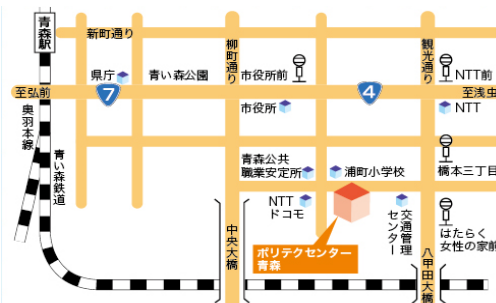 青森駅
新町通り
柳町通り
観光通り
県庁
青い森公園
市役所前
NTT前
至弘前
7
4
至浅虫
奥羽本線
市役所
NTT
青い森鉄道
青森公共
職業安定所
浦町小学校
橋本三丁目
NTT
ドコモ
交通管理
センター
はたらく
女性の家前
中央大橋
ポリテクセンター
青森
八甲田大橋